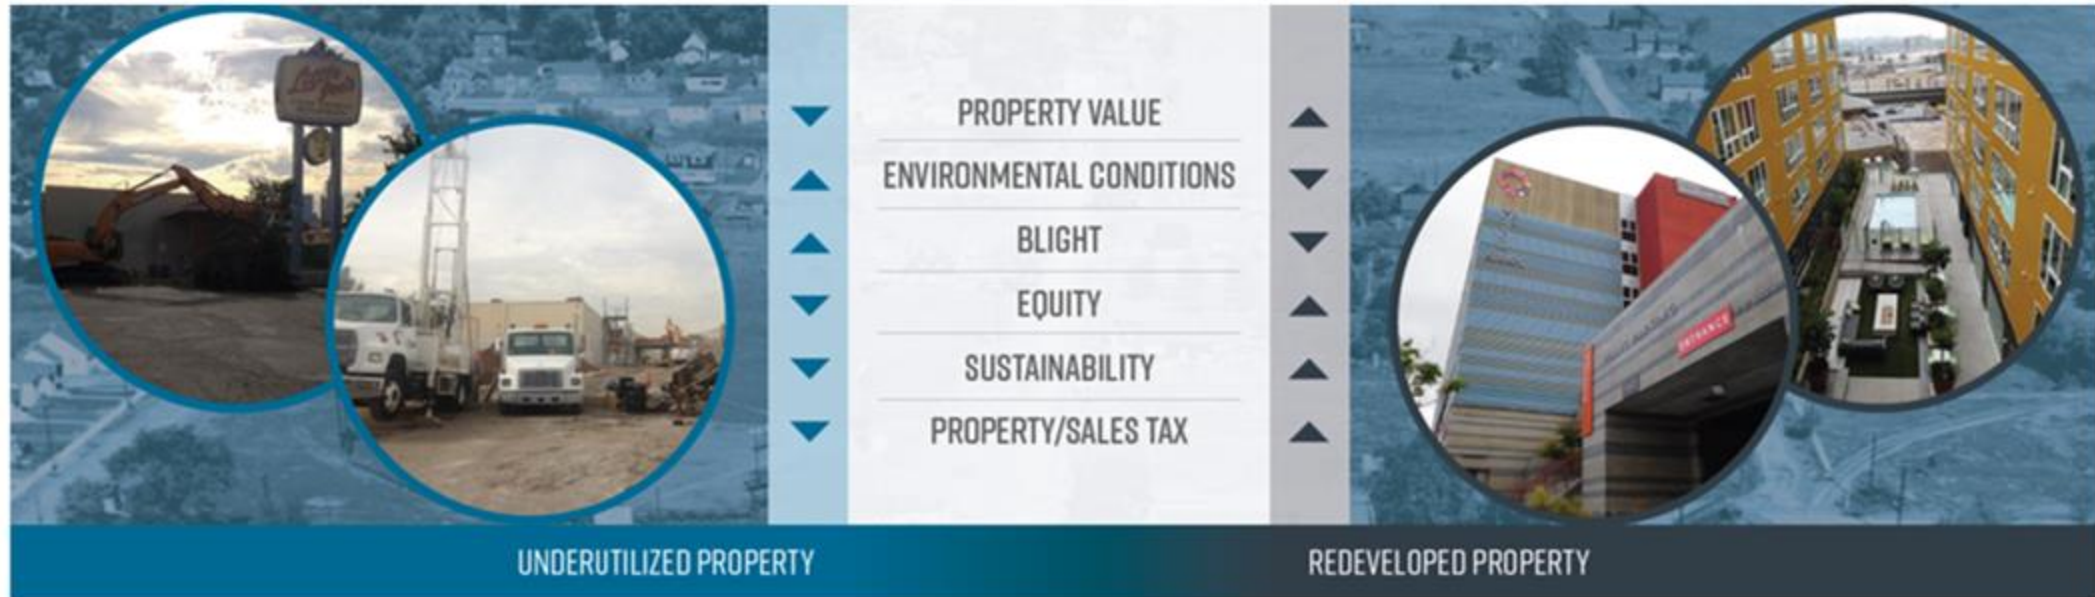 PROPERTY VALUE
ENVIRONMENTAL CONDITIONS
BLIGHT
EQUITY
SUSTAINABILITY
PROPERTY/SALES TAX
ENTRANCE
UNDERUTILIZED PROPERTY
REDEVELOPED PROPERTY